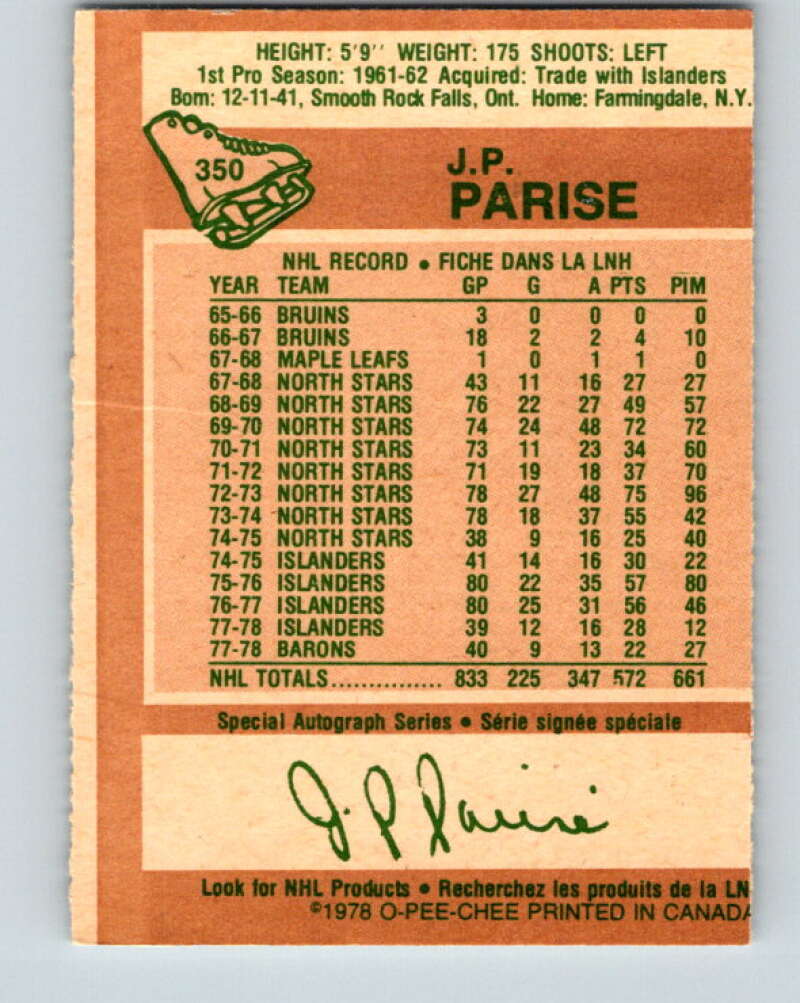 HEIGHT: 5'9'' WEIGHT: 175 SHOOTS: LEFT
1st Pro Season: 1961-62 Acquired: Trade with Islanders
Born: 12-11-41, Smooth Rock Falls, Ont. Home: Farmingdale, N.Y.
350
J.P.
PARISE
NHL RECORD • FICHE DANS LA LNH
YEAR TEAM GP G A PTS PIM
65-66 BRUINS 3 0 0 0 0
66-67 BRUINS 18 2 2 4 10
67-68 MAPLE LEAFS 1 0 1 1 0
67-68 NORTH STARS 43 11 16 27 27
68-69 NORTH STARS 76 22 27 49 57
69-70 NORTH STARS 74 24 48 72 72
70-71 NORTH STARS 73 11 23 34 60
71-72 NORTH STARS 71 19 18 37 70
72-73 NORTH STARS 78 27 48 75 96
73-74 NORTH STARS 78 18 37 55 42
74-75 NORTH STARS 38 9 16 25 40
74-75 ISLANDERS 41 14 16 30 22
75-76 ISLANDERS 80 22 35 57 80
76-77 ISLANDERS 80 25 31 56 46
77-78 ISLANDERS 39 12 16 28 12
77-78 BARONS 40 9 13 22 27
NHL TOTALS............... 833 225 347 572 661
Special Autograph Series • Série signée spéciale
J.P. Parisé
Look for NHL Products • Recherchez les produits de la LN
©1978 O-PEE-CHEE PRINTED IN CANADA